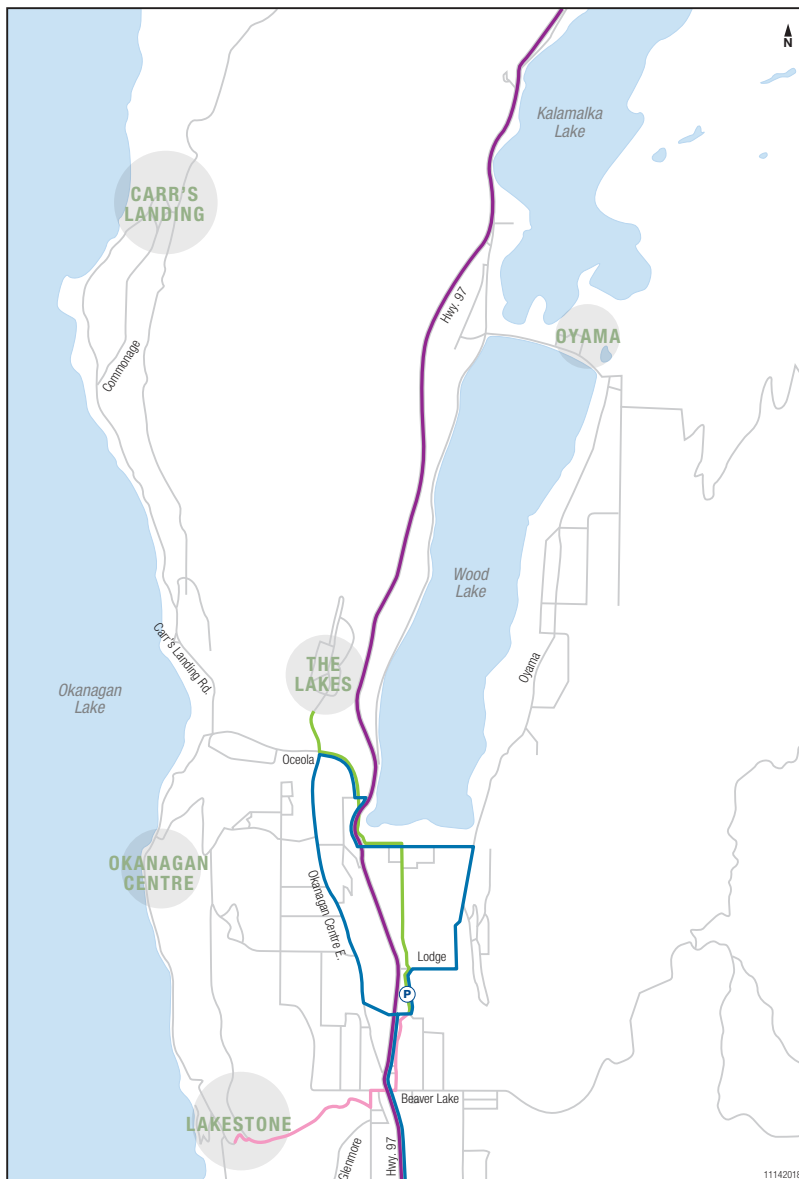 N
Kalamalka
Lake
CARR'S
LANDING
Hwy. 97
OYAMA
Commonage
Wood
Lake
Carr's Landing Rd.
THE
LAKES
Oyama
Okanagan
Lake
Oceola
OKANAGAN
CENTRE
Okanagan Centre E.
Lodge
P
Beaver Lake
LAKESTONE
Glenmore
Hwy. 97
11142018